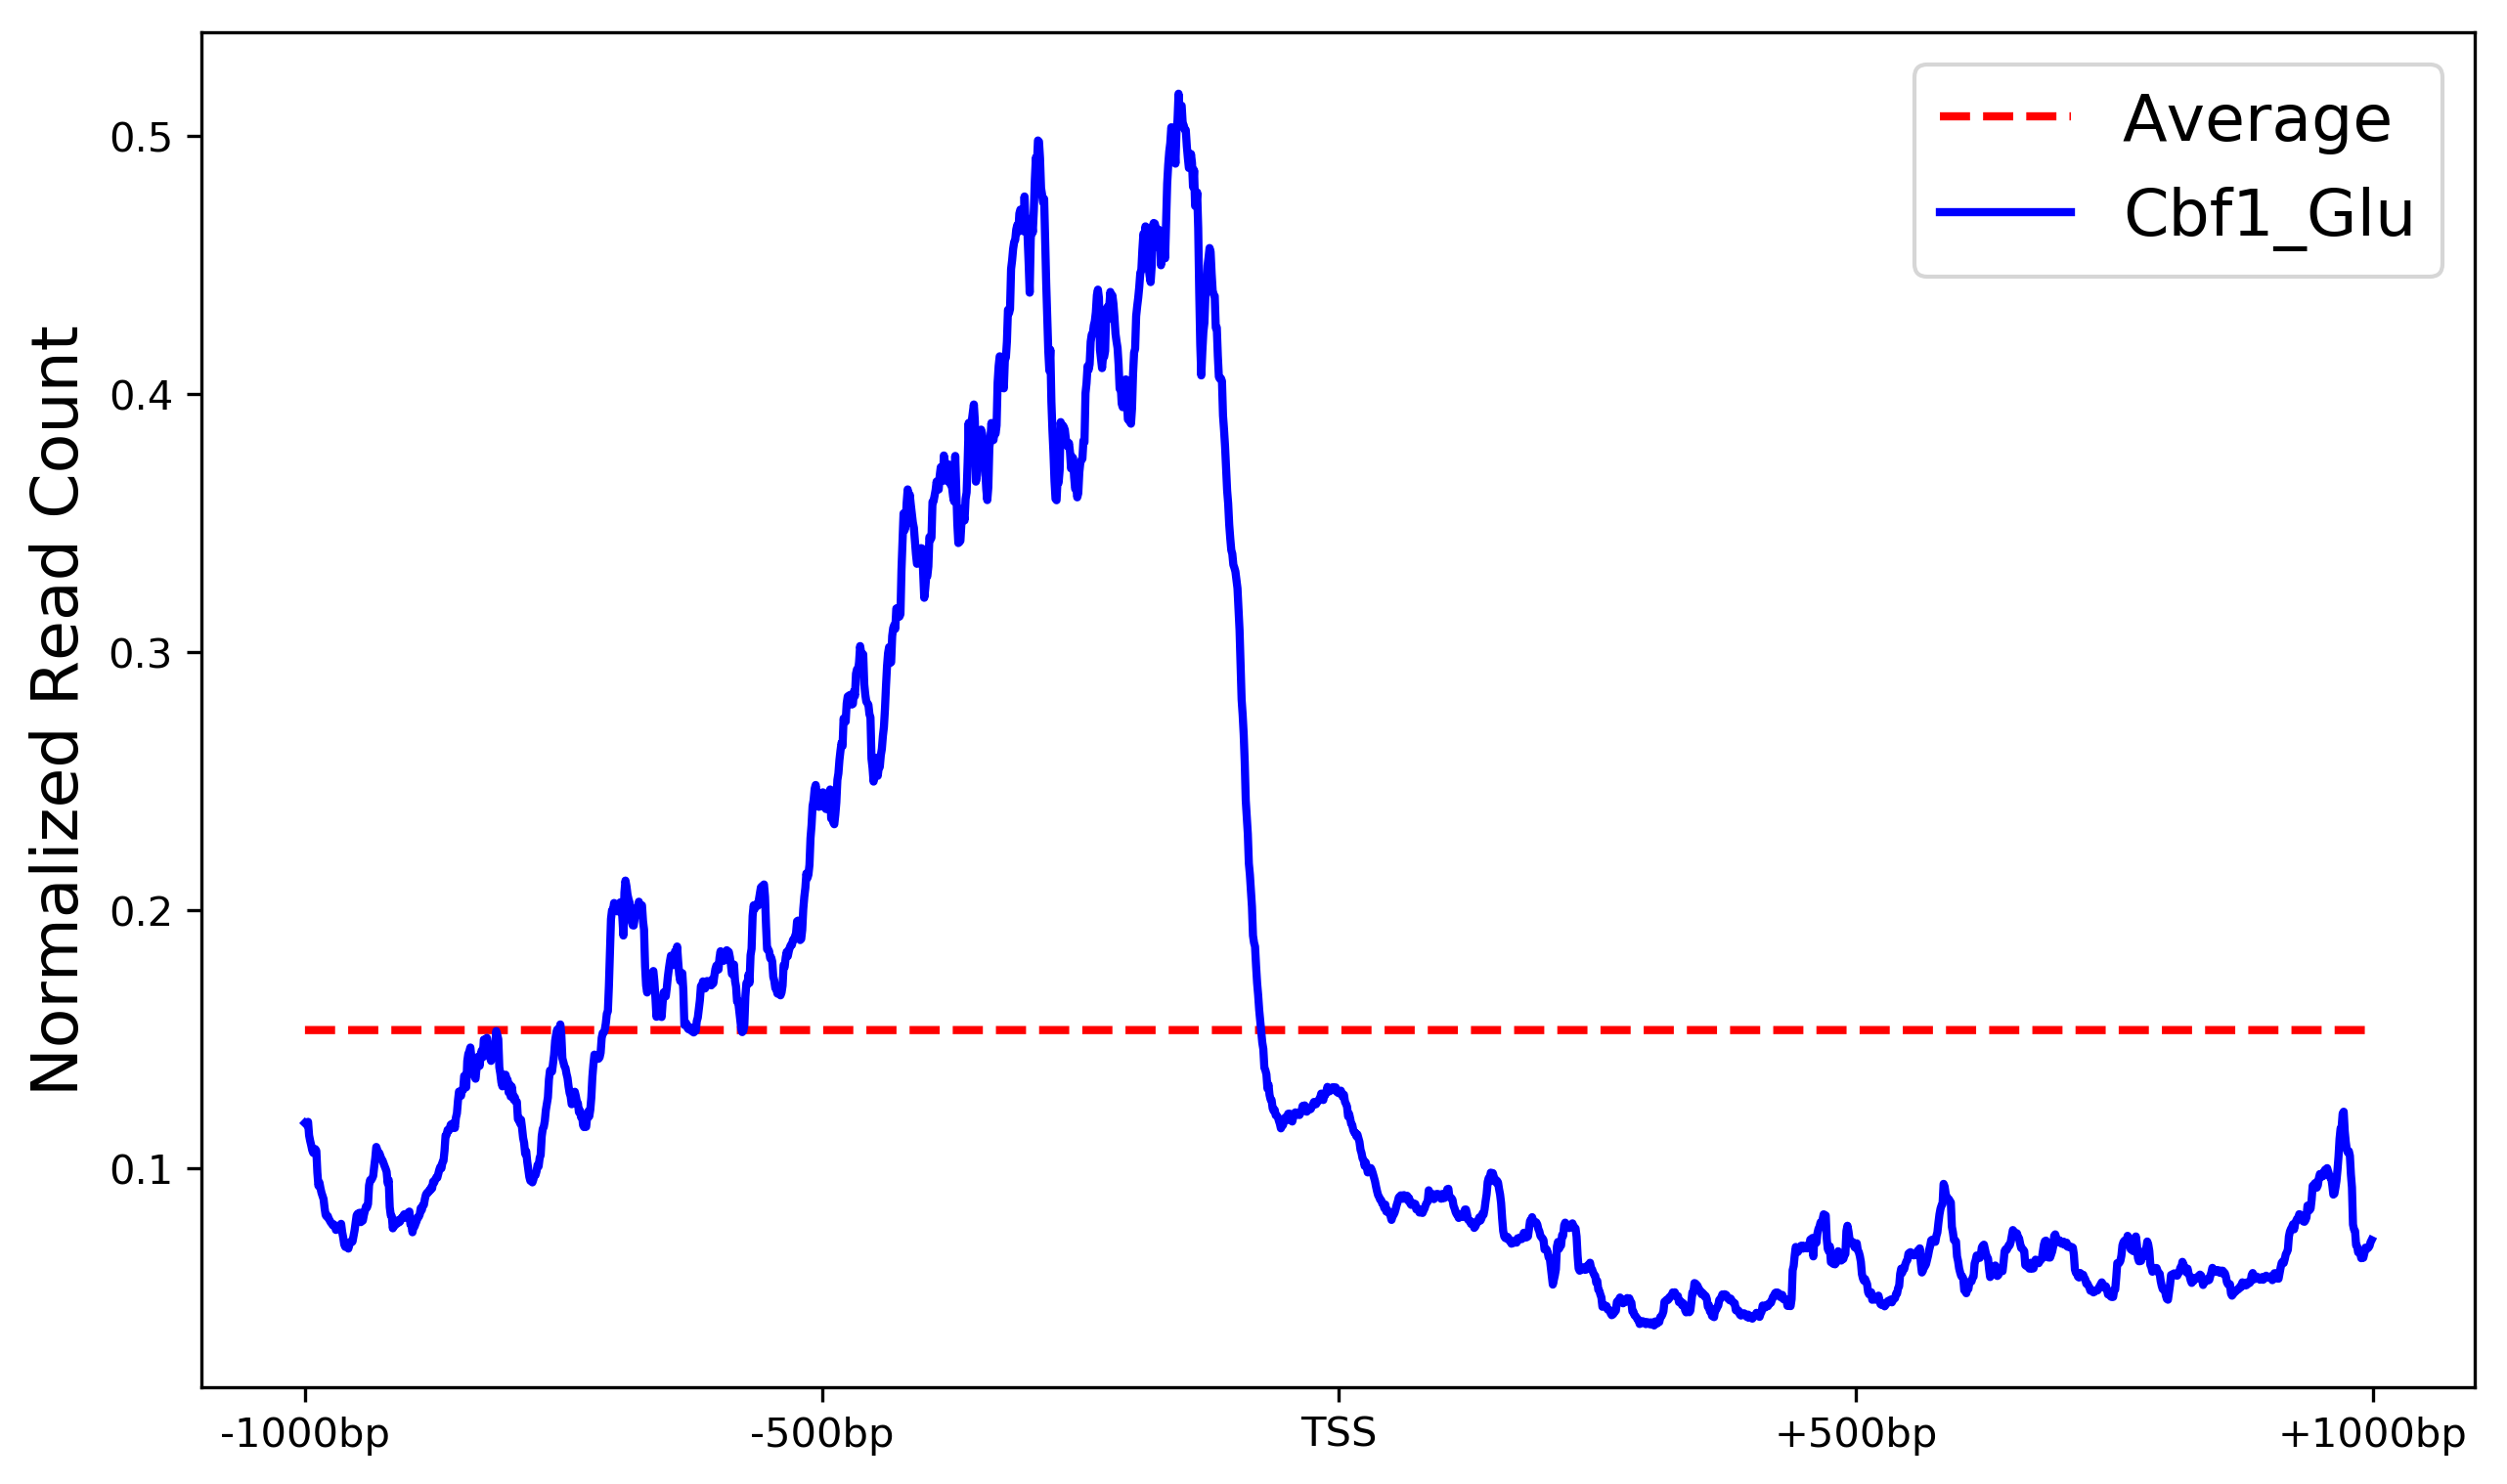 Normalized Read Count
0.5
0.4
0.3
0.2
0.1
Average
Cbf1_Glu
-1000bp
-500bp
TSS
+500bp
+1000bp